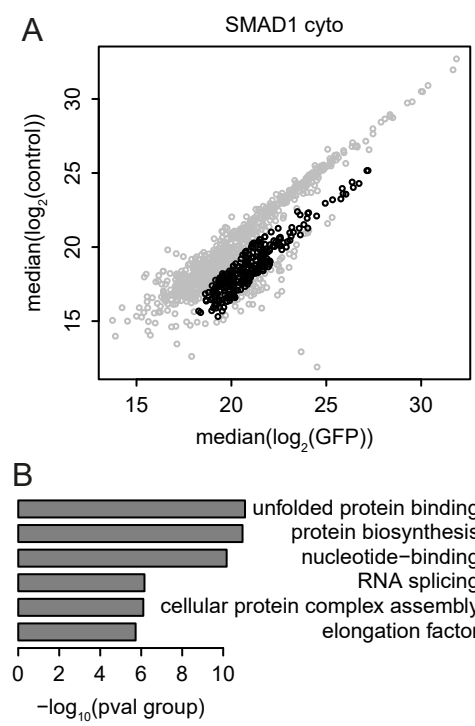 A
SMAD1 cyto
median(log2(control))
30
25
20
15
15 20 25 30
median(log2(GFP))
B
unfolded protein binding
protein biosynthesis
nucleotide−binding
RNA splicing
cellular protein complex assembly
elongation factor
0 2 4 6 8 10
−log10(pval group)